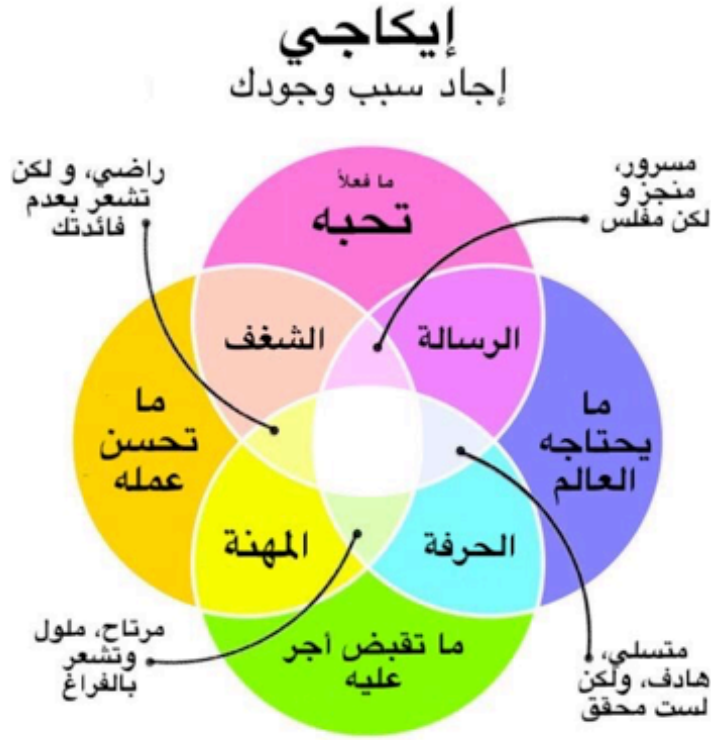 إيكاجي
إجاد سبب وجودك
مسرور،
منجز و
لكن مفلس
راضي، و لكن
تشعر بعدم
فائدتك
ما فعلاً
تحبه
الرسالة
الشغف
ما
يحتاجه
العالم
ما
تحسن
عمله
الحرفة
المهنة
ما تقبض أجر
عليه
متسلي،
هادف، ولكن
لست محقق
مرتاح، ملول
وتشعر
بالفراغ